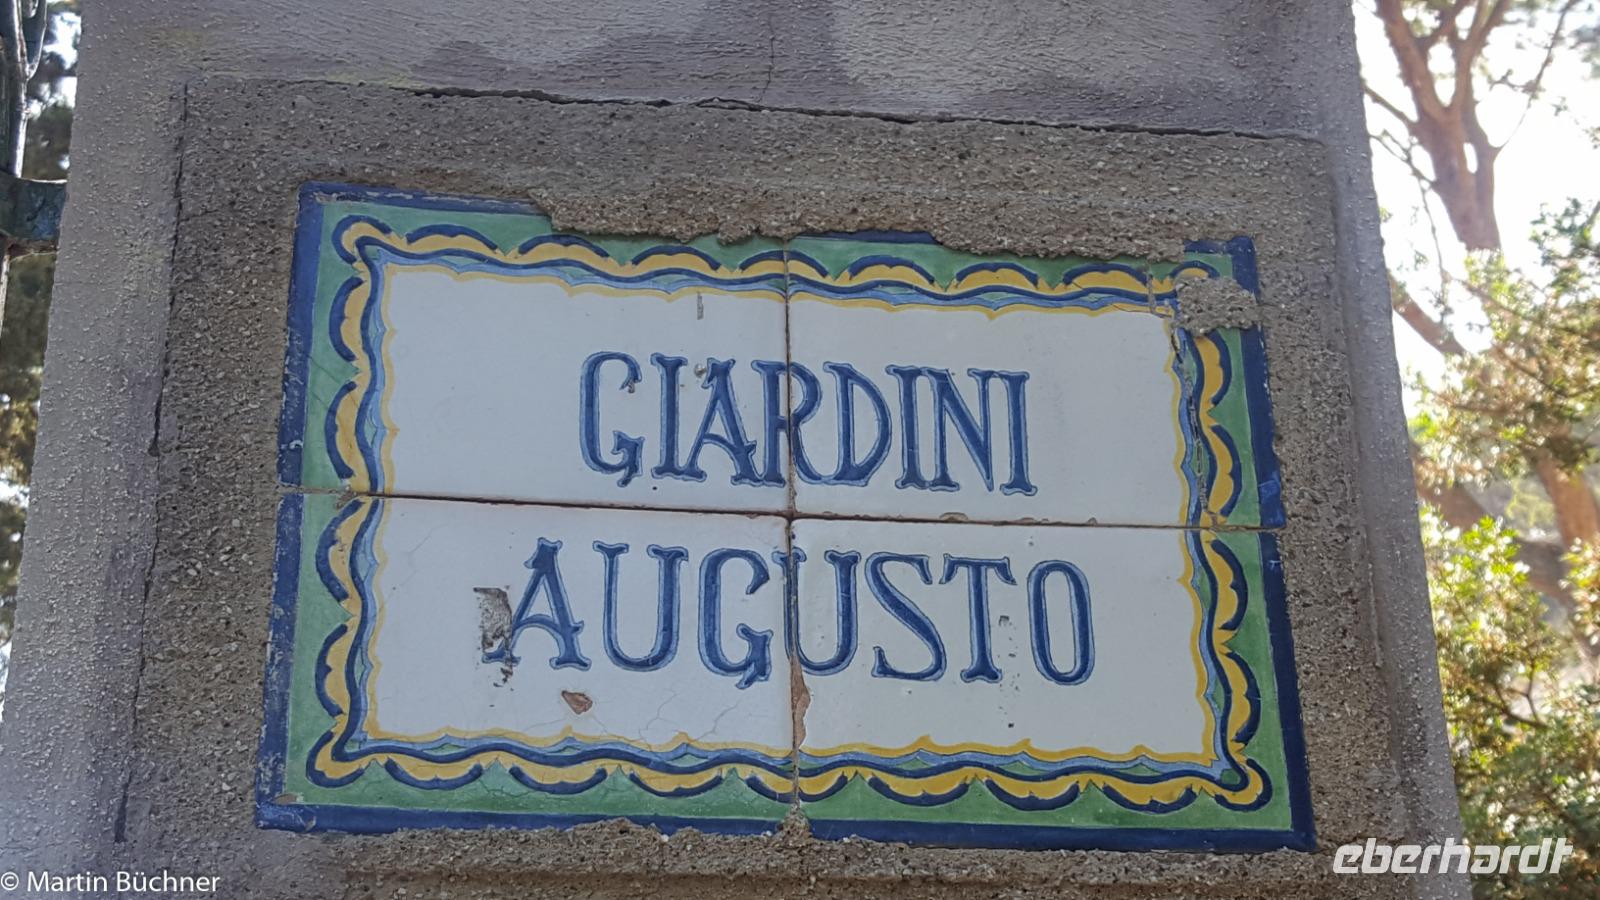 GIARDINI
AUGUSTO
© Martin Büchner
eberhardt